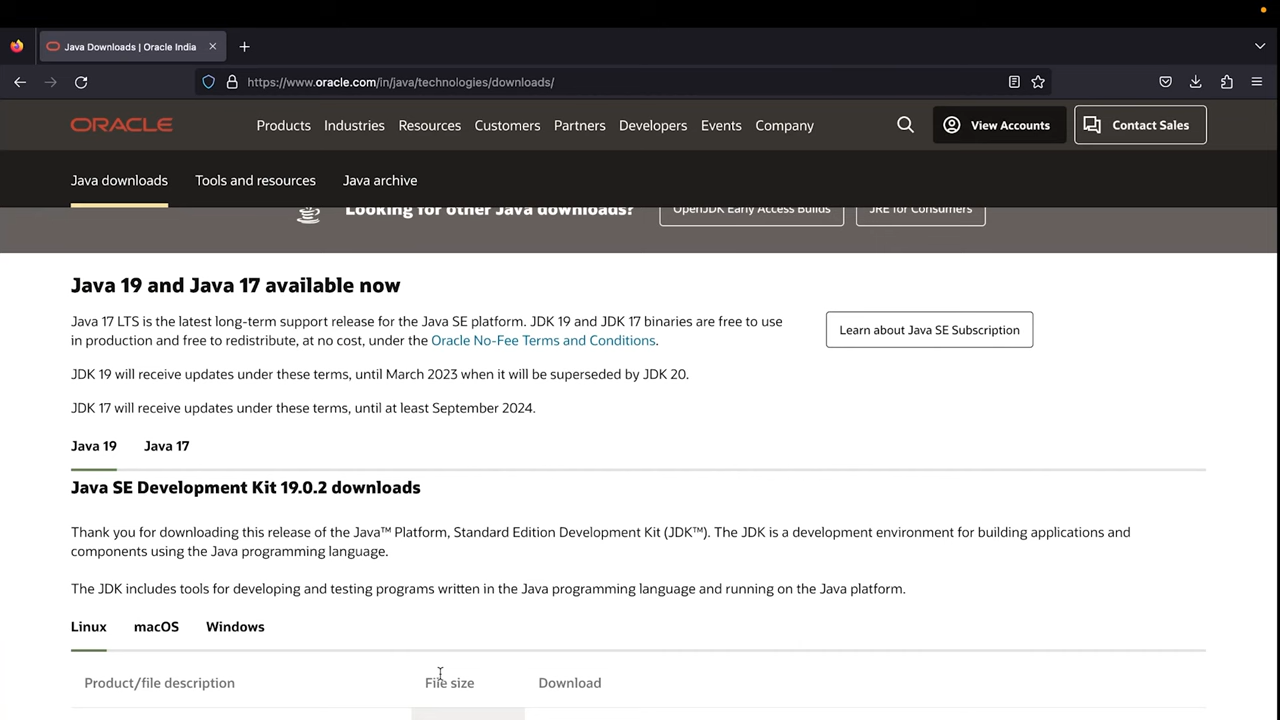 Java Downloads | Oracle India
https://www.oracle.com/in/java/technologies/downloads/
ORACLE
Products Industries Resources Customers Partners Developers Events Company
View Accounts
Contact Sales
Java downloads Tools and resources Java archive
Looking for other Java downloads?
OpenJDK Early Access Builds
JRE for Consumers
Java 19 and Java 17 available now
Java 17 LTS is the latest long-term support release for the Java SE platform. JDK 19 and JDK 17 binaries are free to use
in production and free to redistribute, at no cost, under the Oracle No-Fee Terms and Conditions.
Learn about Java SE Subscription
JDK 19 will receive updates under these terms, until March 2023 when it will be superseded by JDK 20.
JDK 17 will receive updates under these terms, until at least September 2024.
Java 19 Java 17
Java SE Development Kit 19.0.2 downloads
Thank you for downloading this release of the Java™ Platform, Standard Edition Development Kit (JDK™). The JDK is a development environment for building applications and
components using the Java programming language.
The JDK includes tools for developing and testing programs written in the Java programming language and running on the Java platform.
Linux macOS Windows
Product/file description File size Download